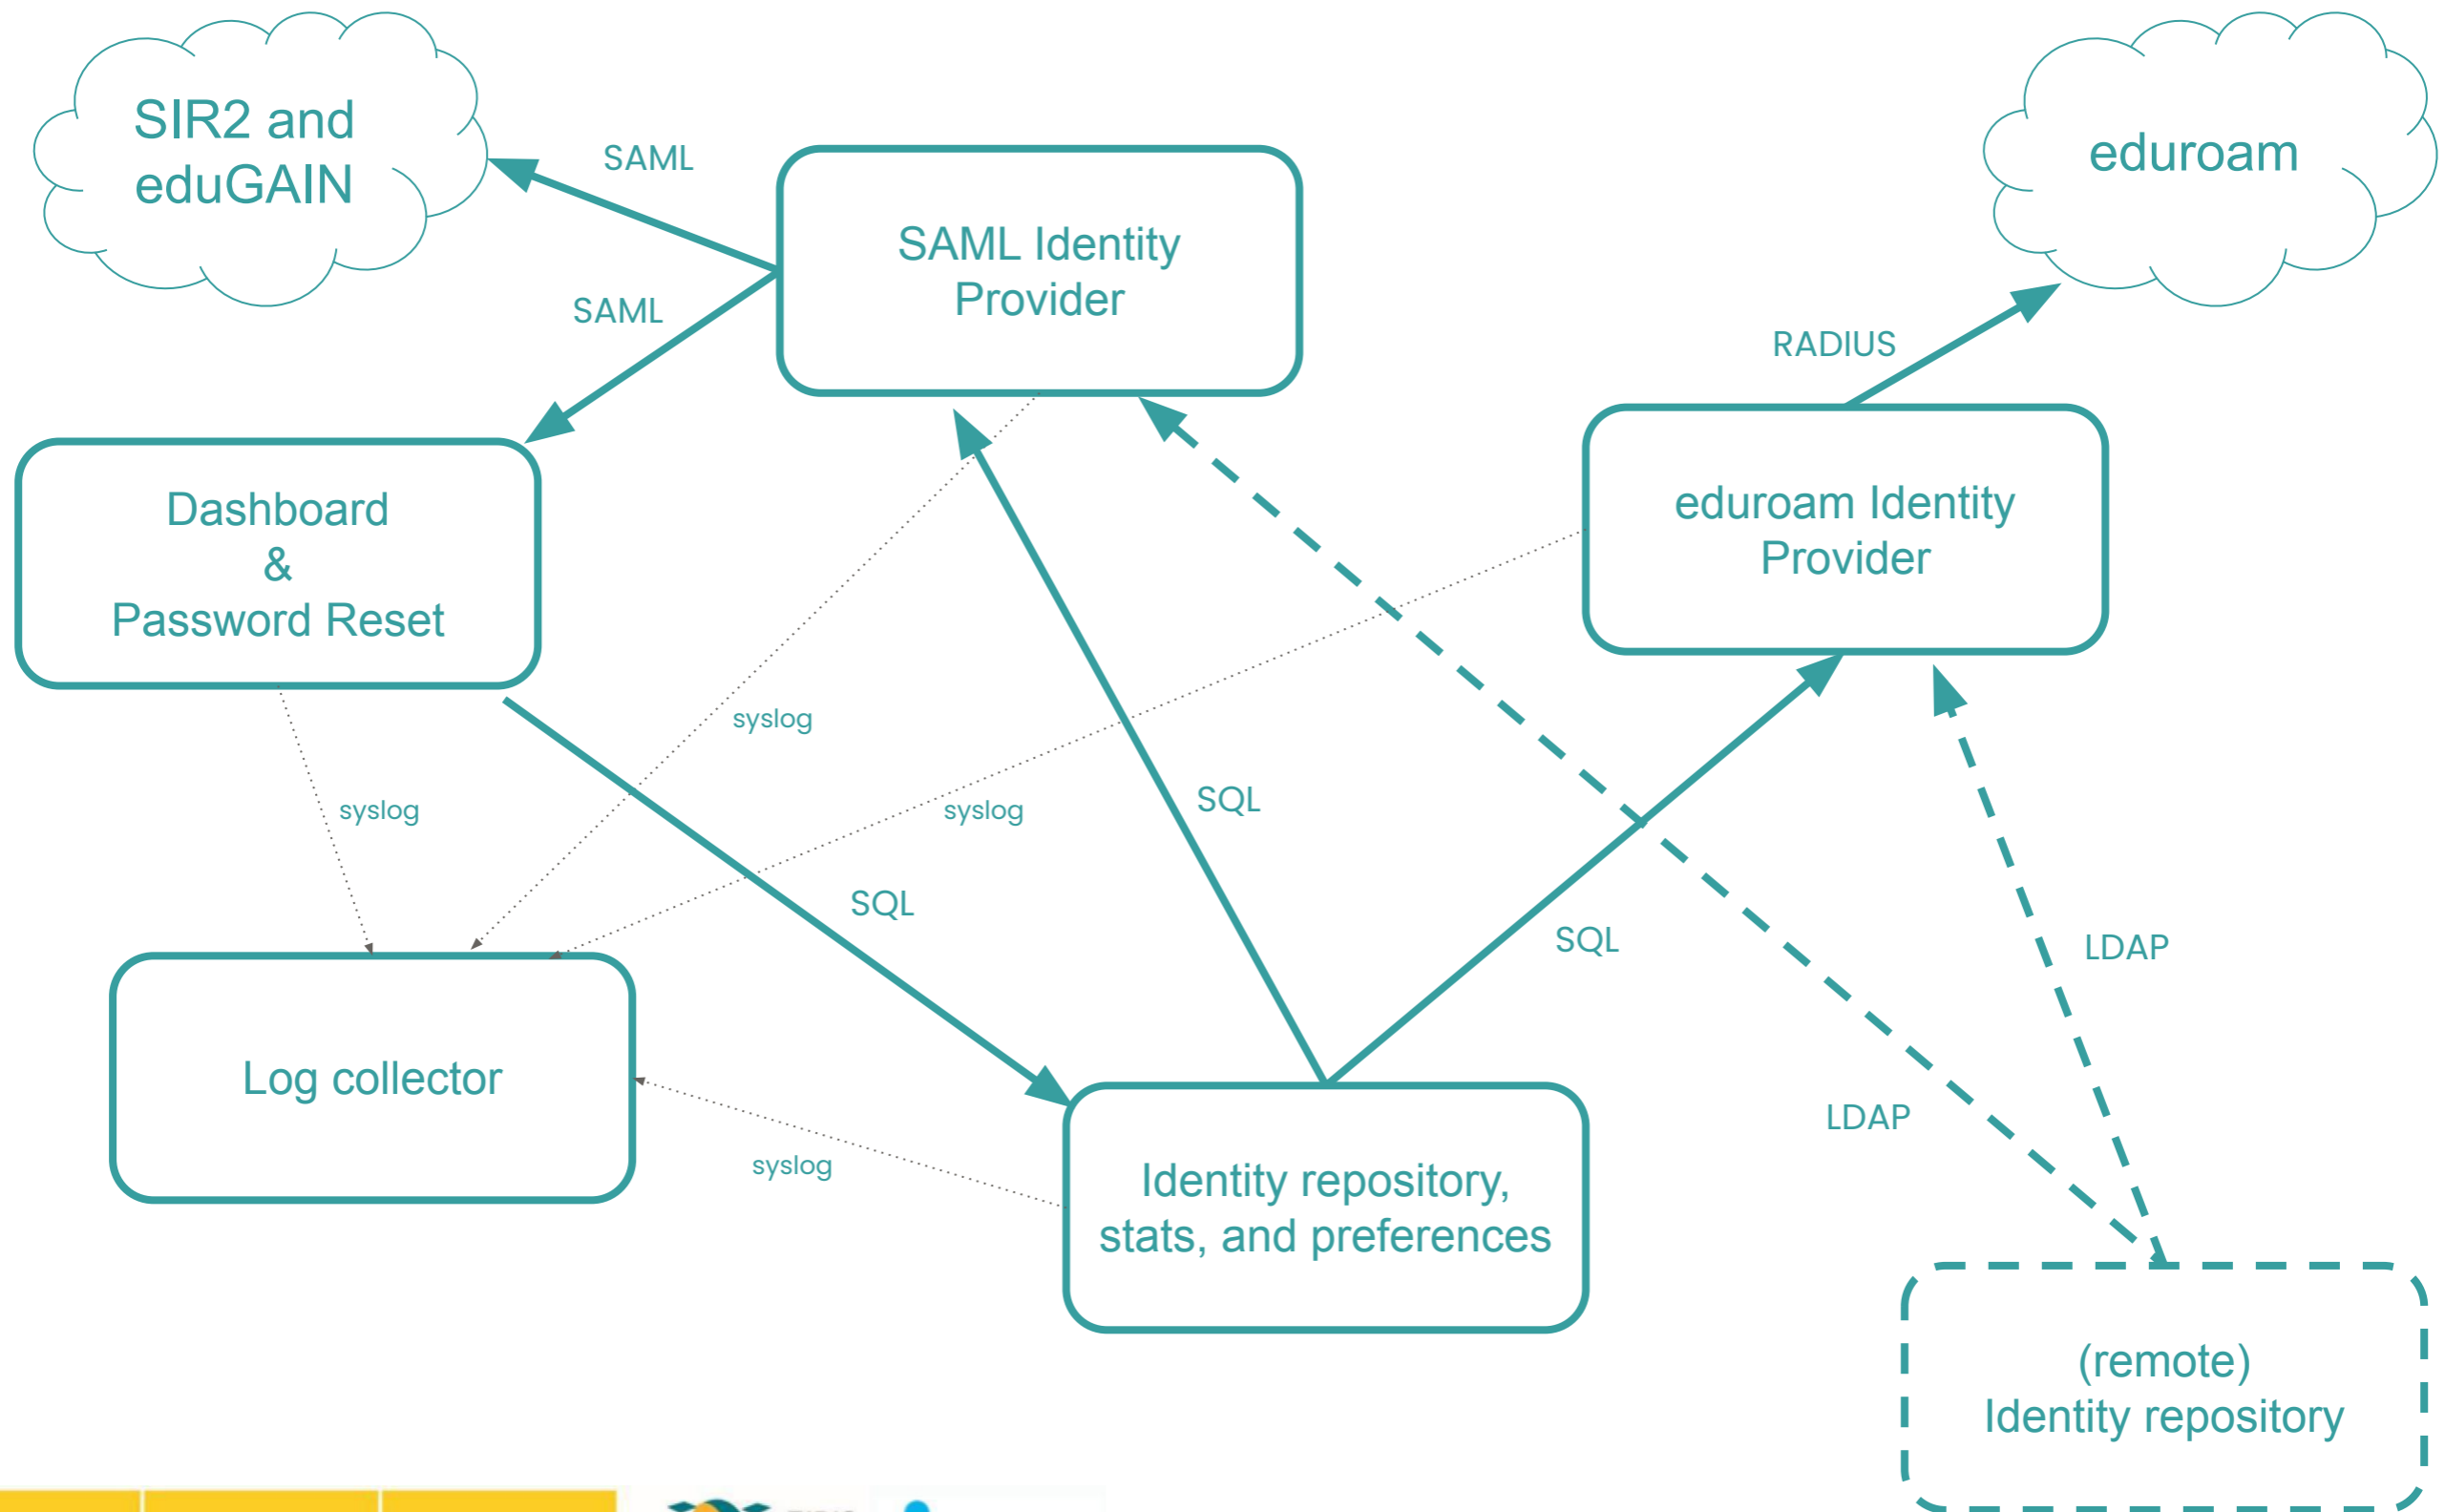 SIR2 and
eduGAIN
SAML
SAML Identity
Provider
eduroam
SAML
RADIUS
Dashboard
&
Password Reset
eduroam Identity
Provider
syslog
syslog
syslog
SQL
SQL
SQL
LDAP
Log collector
LDAP
syslog
Identity repository,
stats, and preferences
(remote)
Identity repository